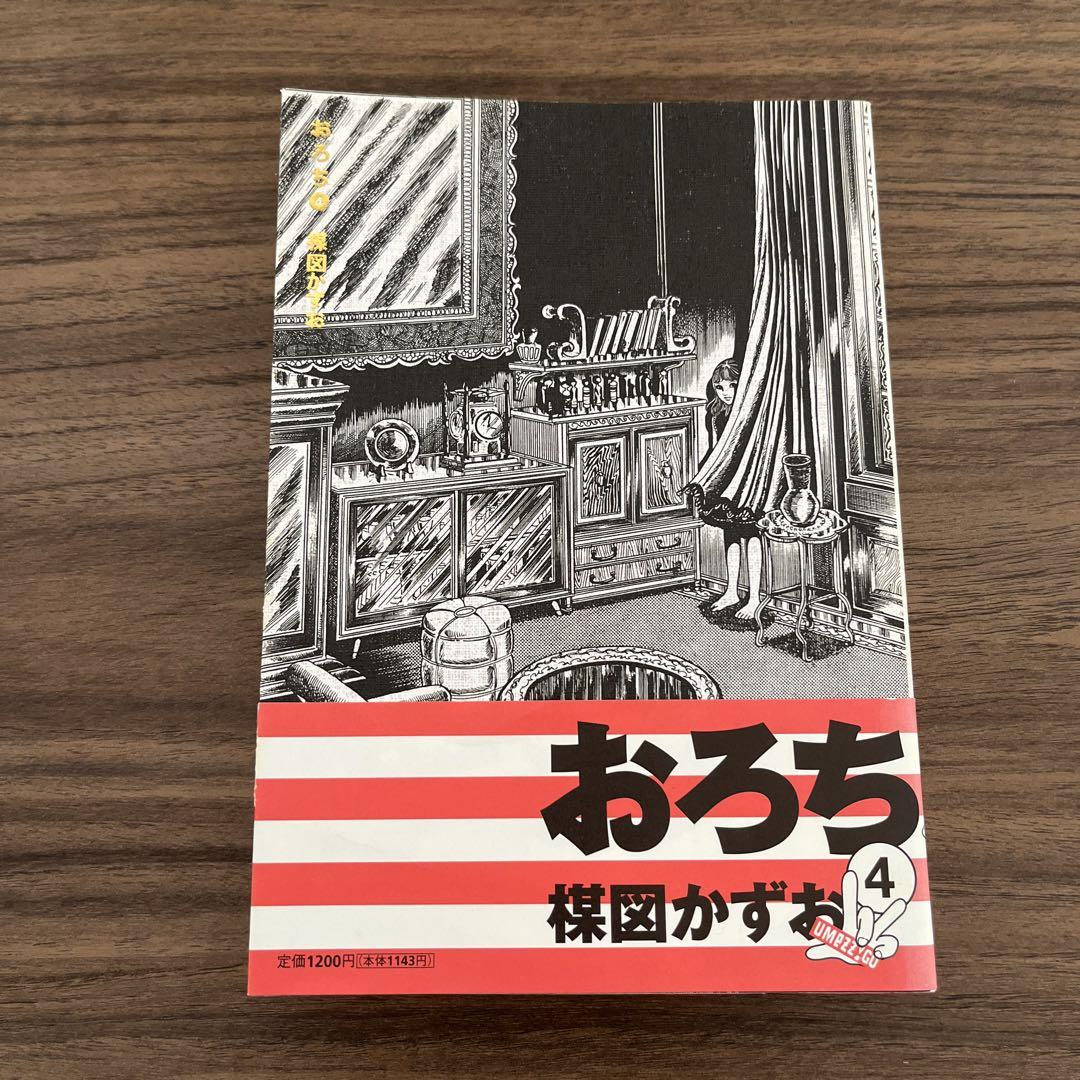 おろち4 楳図かずお
おろち
4
楳図かずお
umezz.Go
定価1200円(本体1143円)